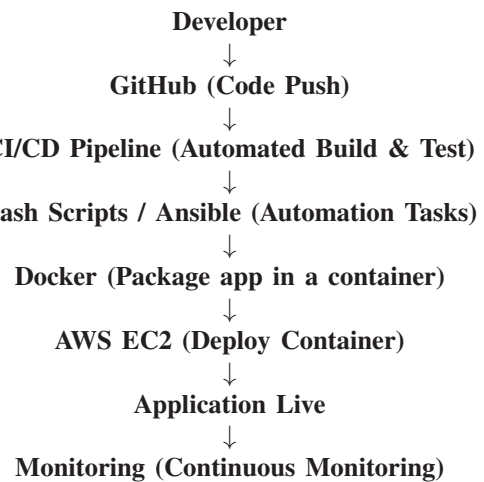 Developer
↓
GitHub (Code Push)
↓
CI/CD Pipeline (Automated Build & Test)
↓
ash Scripts / Ansible (Automation Tasks)
↓
Docker (Package app in a container)
↓
AWS EC2 (Deploy Container)
↓
Application Live
↓
Monitoring (Continuous Monitoring)